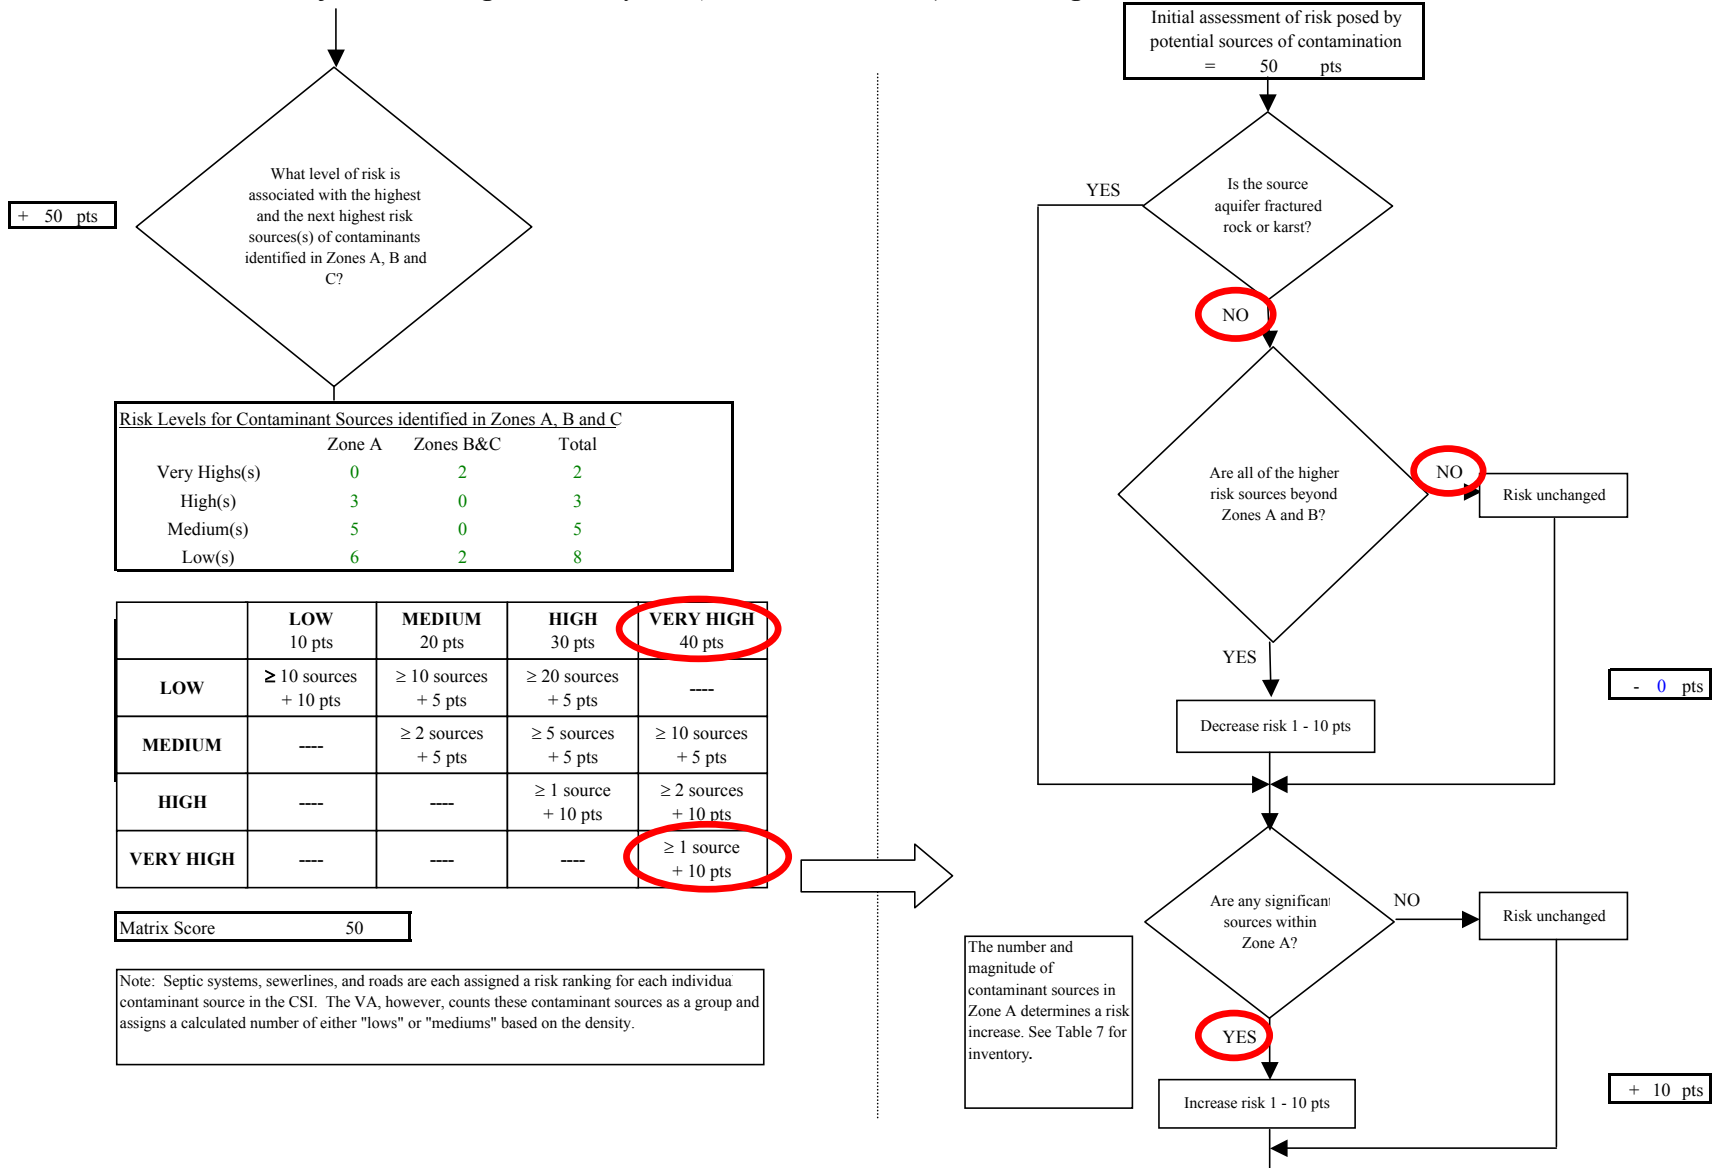 What level of risk is
associated with the highest
and the next highest risk
sources(s) of contaminants
identified in Zones A, B and
C?
+ 50 pts
Risk Levels for Contaminant Sources identified in Zones A, B and C
Zone A Zones B&C Total
Very Highs(s) 0 2 2
High(s) 3 0 3
Medium(s) 5 0 5
Low(s) 6 2 8
LOW MEDIUM HIGH VERY HIGH
10 pts 20 pts 30 pts 40 pts
LOW ≥ 10 sources + 10 pts ≥ 10 sources + 5 pts ≥ 20 sources + 5 pts ----
MEDIUM ---- ≥ 2 sources + 5 pts ≥ 5 sources + 5 pts ≥ 10 sources + 5 pts
HIGH ---- ---- ≥ 1 source + 10 pts ≥ 2 sources + 10 pts
VERY HIGH ---- ---- ---- ≥ 1 source + 10 pts
Matrix Score 50
Note: Septic systems, sewerlines, and roads are each assigned a risk ranking for each individua
contaminant source in the CSI. The VA, however, counts these contaminant sources as a group and
assigns a calculated number of either "lows" or "mediums" based on the density.
Initial assessment of risk posed by
potential sources of contamination
= 50 pts
Is the source
aquifer fractured
rock or karst?
YES
NO
Are all of the higher
risk sources beyond
Zones A and B?
NO
Risk unchanged
YES
- 0 pts
Decrease risk 1 - 10 pts
Are any significant
sources within
Zone A?
NO
Risk unchanged
The number and
magnitude of
contaminant sources in
Zone A determines a risk
increase. See Table 7 for
inventory.
YES
+ 10 pts
Increase risk 1 - 10 pts